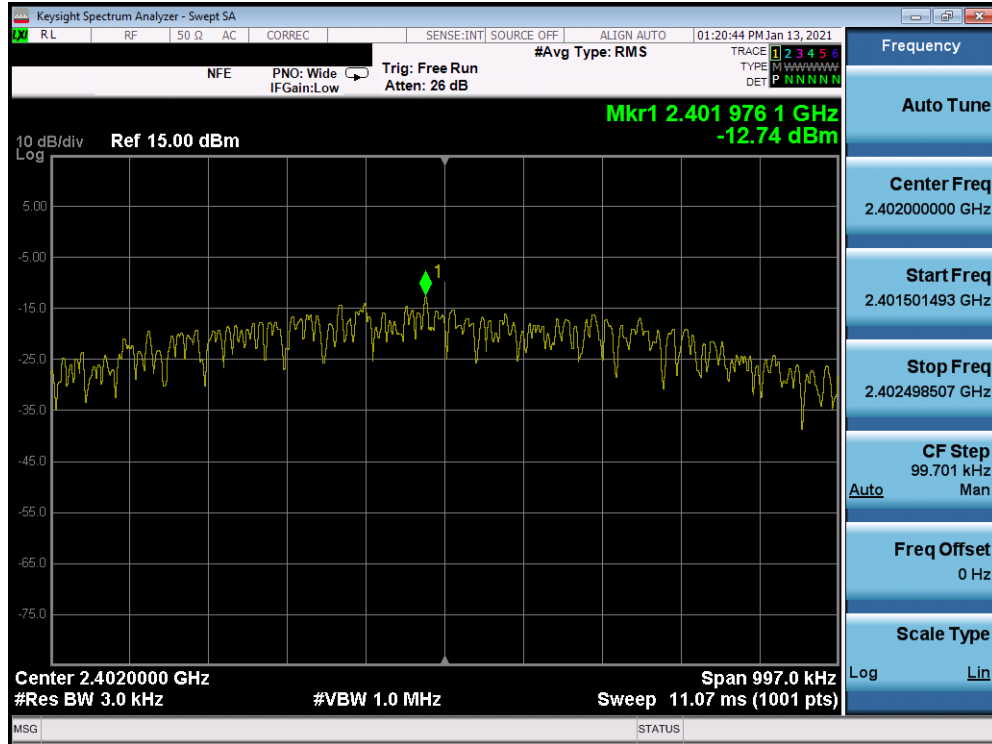 Keysight Spectrum Analyzer - Swept SA
LXI RL RF 50 Ω AC CORREC SENSE:INT SOURCE OFF ALIGN AUTO 01:20:44 PM Jan 13, 2021
#Avg Type: RMS
NFE PNO: Wide Trig: Free Run
IFGain:Low Atten: 26 dB
TRACE 1 2 3 4 5 6
TYPE M WWWWW
DET P N N N N N
Mkr1 2.401 976 1 GHz
-12.74 dBm
10 dB/div Ref 15.00 dBm
Log
5.00
-5.00
1
-15.0
-25.0
-35.0
-45.0
-55.0
-65.0
-75.0
Center 2.4020000 GHz Span 997.0 kHz
#Res BW 3.0 kHz #VBW 1.0 MHz Sweep 11.07 ms (1001 pts)
MSG STATUS
Frequency
Auto Tune
Center Freq
2.402000000 GHz
Start Freq
2.401501493 GHz
Stop Freq
2.402498507 GHz
CF Step
99.701 kHz
Auto Man
Freq Offset
0 Hz
Scale Type
Log Lin